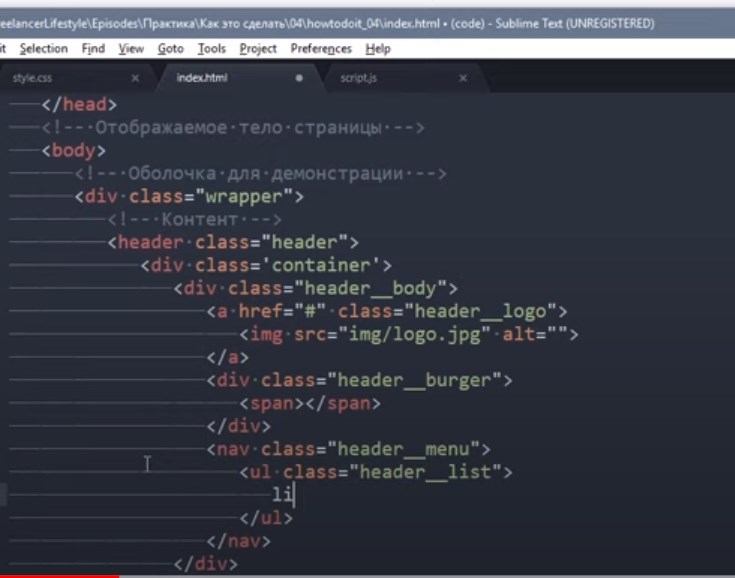 eelancerLifestyle\Episodes\Практика\Как это сделать\04\howtodoit_04\index.html • (code) - Sublime Text (UNREGISTERED)
it Selection Find View Goto Tools Project Preferences Help
style.css × index.html ● script.js ×
</head>
<!-- Отображаемое тело страницы -->
<body>
<!-- Оболочка для демонстрации -->
<div class="wrapper">
<!-- Контент -->
<header class="header">
<div class='container'>
<div class="header__body">
<a href="#" class="header__logo">
<img src="img/logo.jpg" alt="">
</a>
<div class="header__burger">
<span></span>
</div>
<nav class="header__menu">
<ul class="header__list">
li
</ul>
</nav>
</div>